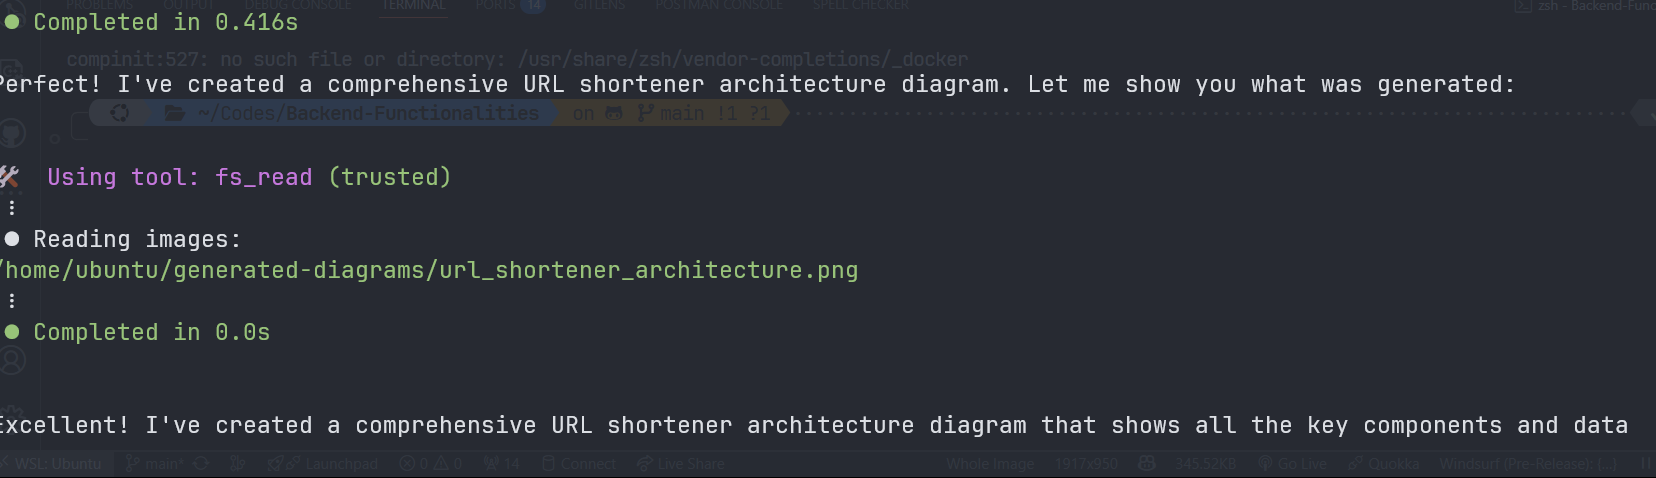 PROBLEMS OUTPUT DEBUG CONSOLE TERMINAL PORTS 14 GITLENS POSTMAN CONSOLE SPELL CHECKER zsh - Backend-Func
Completed in 0.416s
compinit:527: no such file or directory: /usr/share/zsh/vendor-completions/_docker
Perfect! I've created a comprehensive URL shortener architecture diagram. Let me show you what was generated:
~/Codes/Backend-Functionalities on main !1 ?1
Using tool: fs_read (trusted)
Reading images:
/home/ubuntu/generated-diagrams/url_shortener_architecture.png
Completed in 0.0s
Excellent! I've created a comprehensive URL shortener architecture diagram that shows all the key components and data
WSL: Ubuntu main* Launchpad 0 0 14 Connect Live Share Whole Image 1917x950 345.52KB Go Live Quokka Windsurf (Pre-Release): {...}